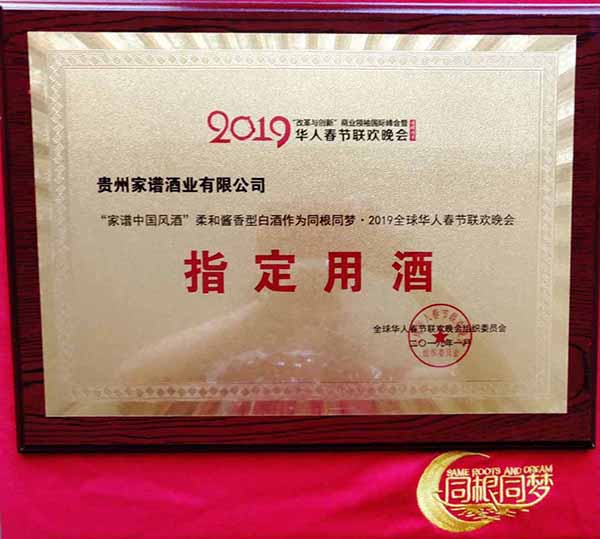 2019
"改革与创新"商业领袖国际峰会暨
华人春节联欢晚会
贵州家谱酒业有限公司
"家谱中国风酒"柔和酱香型白酒作为同根同梦·2019全球华人春节联欢晚会
指定用酒
全球华人春节联欢晚会组织委员会
二〇一九年一月
组织委员会
SAME ROOTS AND DREAM
同根同梦